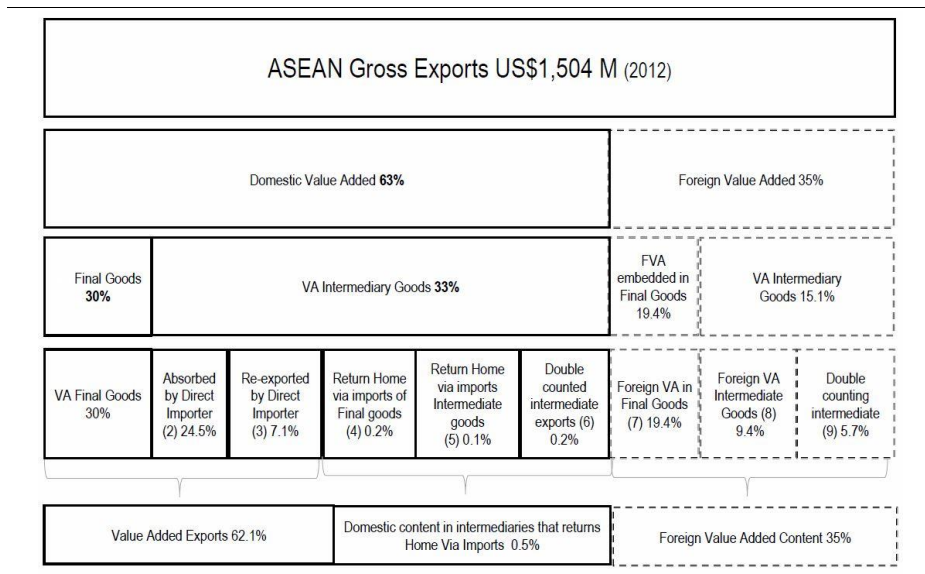 ASEAN Gross Exports US$1,504 M (2012)
Domestic Value Added 63%
Foreign Value Added 35%
Final Goods
30%
VA Intermediary Goods 33%
FVA
embedded in
Final Goods
19.4%
VA Intermediary
Goods 15.1%
VA Final Goods
30%
Absorbed
by Direct
Importer
(2) 24.5%
Re-exported
by Direct
Importer
(3) 7.1%
Return Home
via imports of
Final goods
(4) 0.2%
Return Home
via imports
Intermediate
goods
(5) 0.1%
Double
counted
intermediate
exports (6)
0.2%
Foreign VA in
Final Goods
(7) 19.4%
Foreign VA
Intermediate
Goods (8)
9.4%
Double
counting
intermediate
(9) 5.7%
Value Added Exports 62.1%
Domestic content in intermediaries that returns
Home Via Imports 0.5%
Foreign Value Added Content 35%